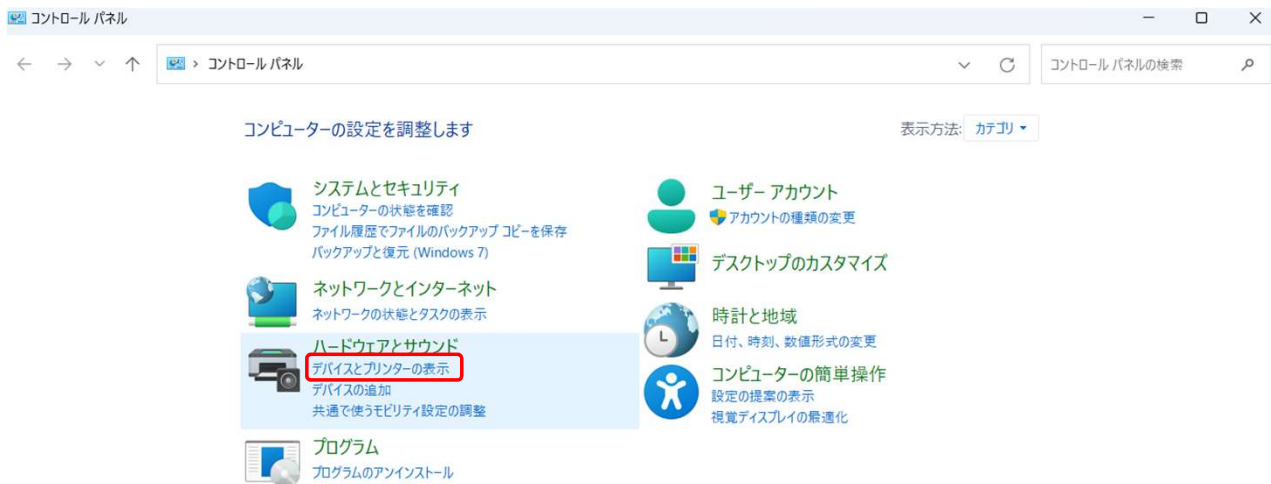 コントロール パネル
コントロール パネル
コントロール パネルの検索
コンピューターの設定を調整します
表示方法: カテゴリ
システムとセキュリティ
コンピューターの状態を確認
ファイル履歴でファイルのバックアップ コピーを保存
バックアップと復元 (Windows 7)
ネットワークとインターネット
ネットワークの状態とタスクの表示
ハードウェアとサウンド
デバイスとプリンターの表示
デバイスの追加
共通で使うモビリティ設定の調整
プログラム
プログラムのアンインストール
ユーザー アカウント
アカウントの種類の変更
デスクトップのカスタマイズ
時計と地域
日付、時刻、数値形式の変更
コンピューターの簡単操作
設定の提案の表示
視覚ディスプレイの最適化